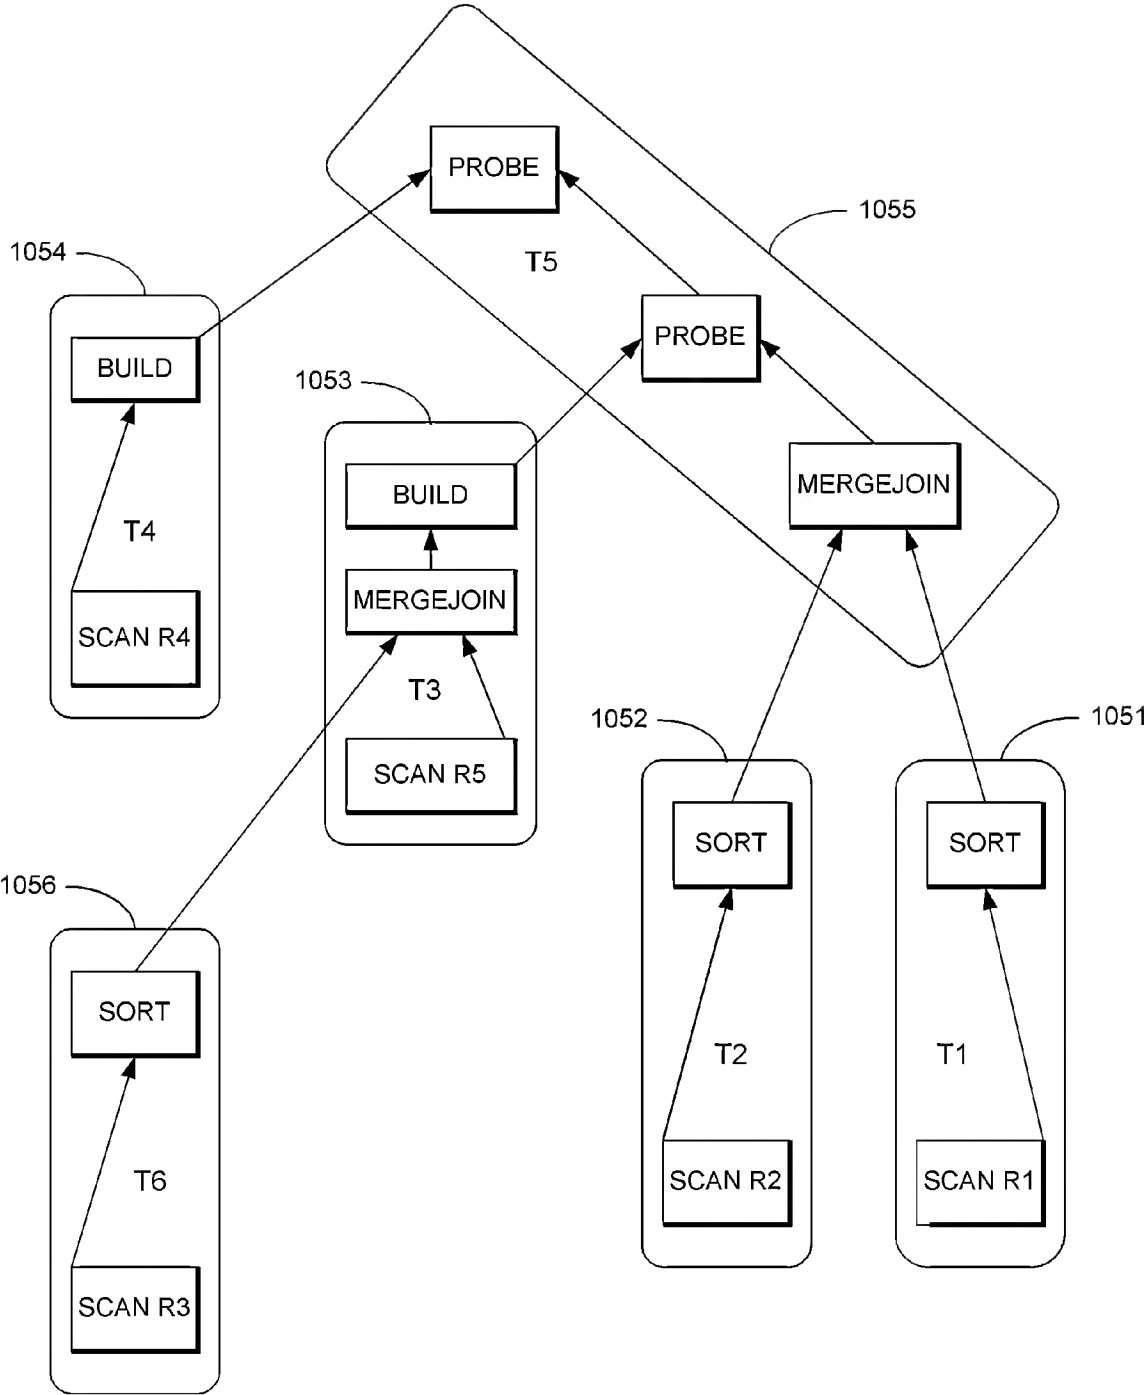 PROBE
1055
1054
T5
PROBE
BUILD
1053
MERGEJOIN
BUILD
T4
MERGEJOIN
SCAN R4
T3
1052
1051
SCAN R5
SORT
SORT
1056
SORT
T2
T1
T6
SCAN R2
SCAN R1
SCAN R3